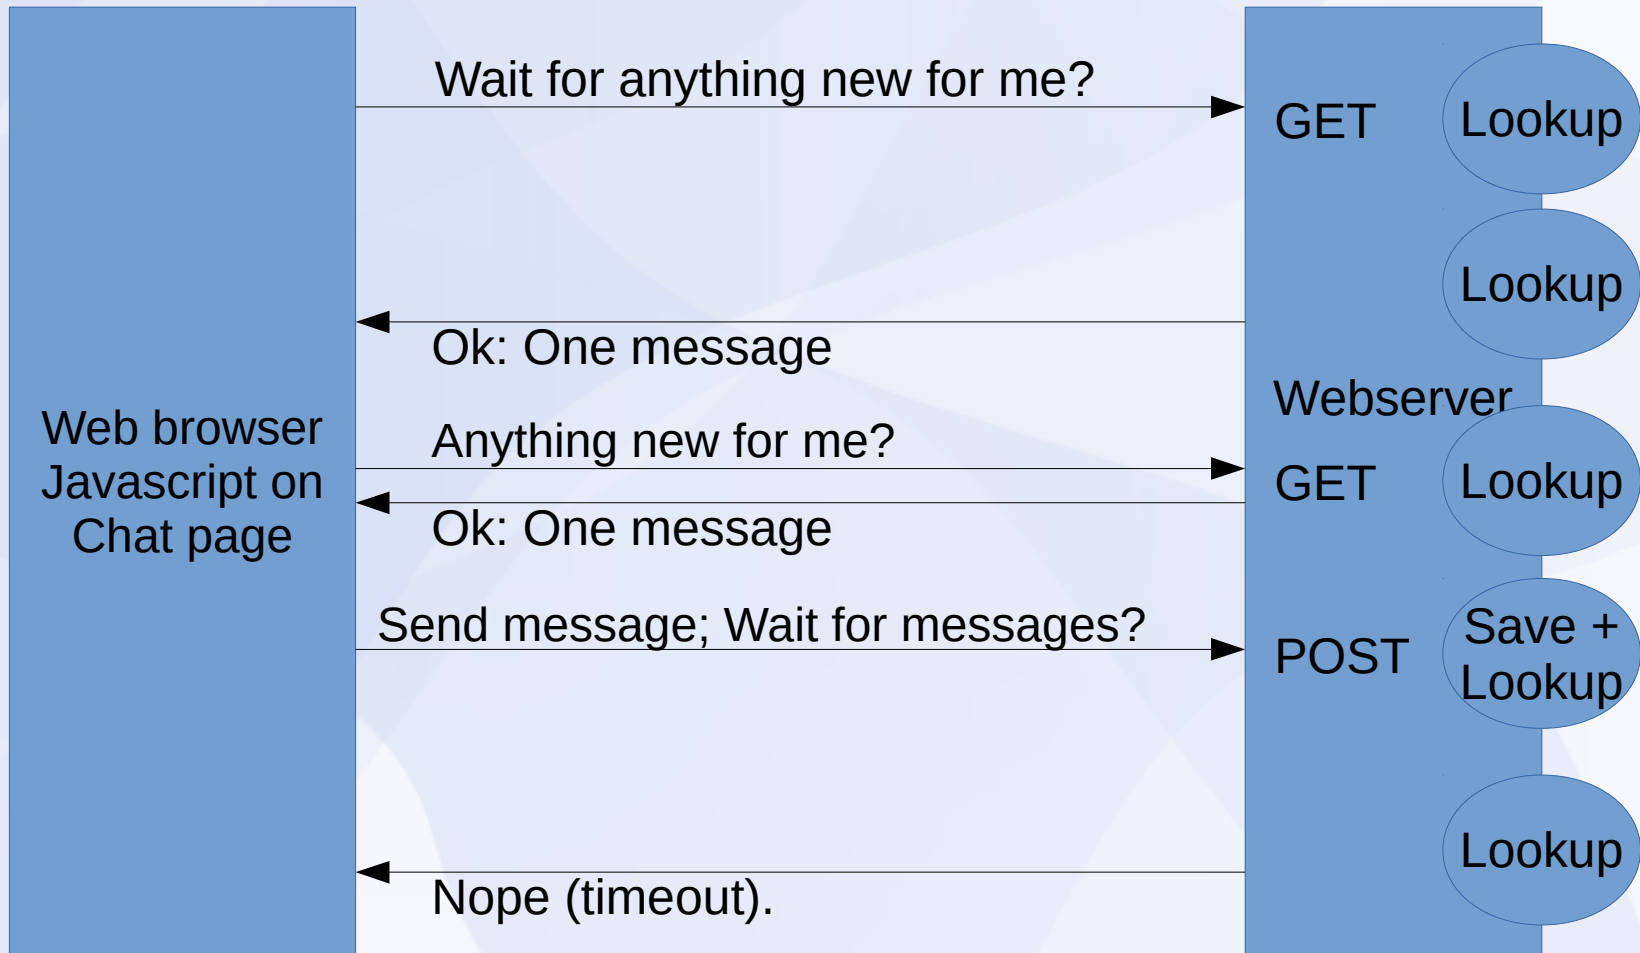 Wait for anything new for me?
GET
Lookup
Lookup
Ok: One message
Webserver
Web browser
Javascript on
Chat page
Anything new for me?
GET
Lookup
Ok: One message
Send message; Wait for messages?
POST
Save +
Lookup
Lookup
Nope (timeout).